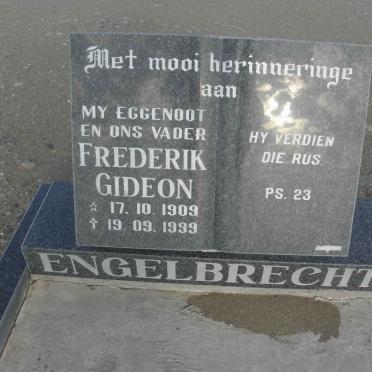 Met mooi herinneringe
aan
MY EGGENOOT
EN ONS VADER
FREDERIK
GIDEON
☆ 17. 10. 1909
✝ 19. 09. 1999
HY VERDIEN
DIE RUS
PS. 23
ENGELBRECHT